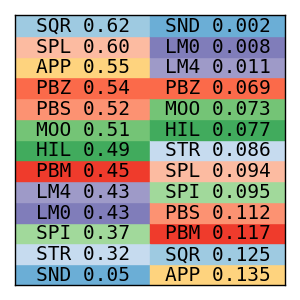 SQR 0.62 SND 0.002
SPL 0.60 LM0 0.008
APP 0.55 LM4 0.011
PBZ 0.54 PBZ 0.069
PBS 0.52 MOO 0.073
MOO 0.51 HIL 0.077
HIL 0.49 STR 0.086
PBM 0.45 SPL 0.094
LM4 0.43 SPI 0.095
LM0 0.43 PBS 0.112
SPI 0.37 PBM 0.117
STR 0.32 SQR 0.125
SND 0.05 APP 0.135